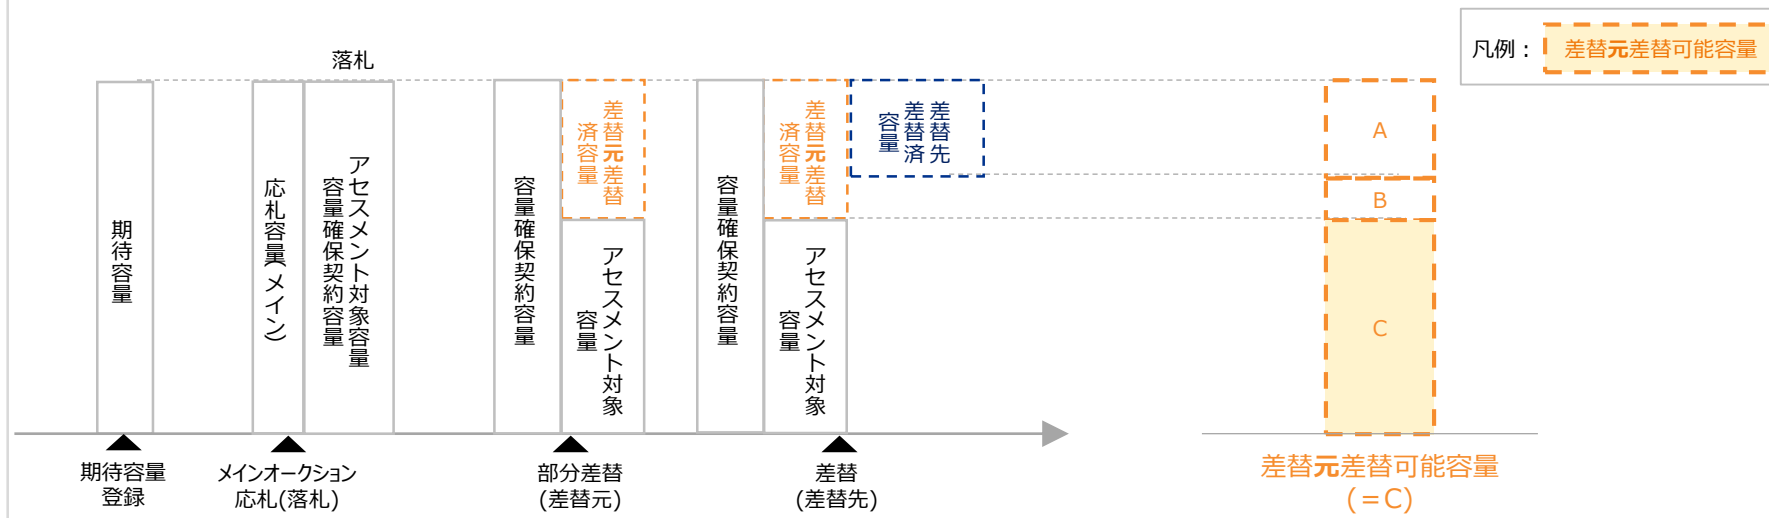 凡例：
差替元差替可能容量
落札
期待容量
応札容量(メイン)
アセスメント対象容量
容量確保契約容量
容量確保契約容量
差替元差替
済容量
アセスメント対象
容量
容量確保契約容量
差替元差替
済容量
アセスメント対象
容量
差替先
差替済
容量
A
B
C
期待容量
登録
メインオークション
応札(落札)
部分差替
(差替元)
差替
(差替先)
差替元差替可能容量
(＝C)